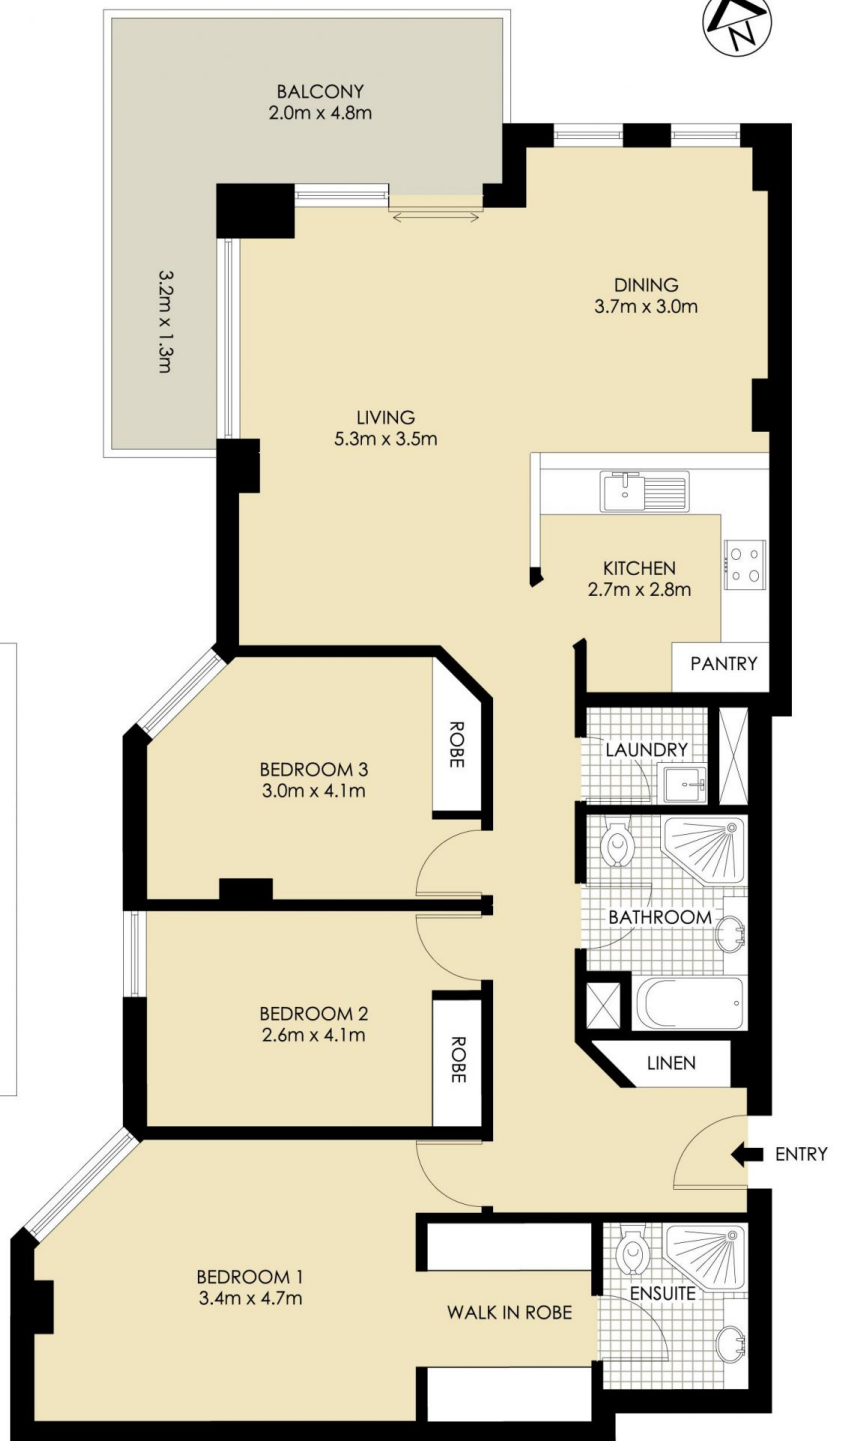 N
BALCONY
2.0m x 4.8m
3.2m x 1.3m
DINING
3.7m x 3.0m
LIVING
5.3m x 3.5m
KITCHEN
2.7m x 2.8m
PANTRY
LAUNDRY
ROBE
BEDROOM 3
3.0m x 4.1m
BATHROOM
BEDROOM 2
2.6m x 4.1m
ROBE
LINEN
ENTRY
BEDROOM 1
3.4m x 4.7m
WALK IN ROBE
ENSUITE